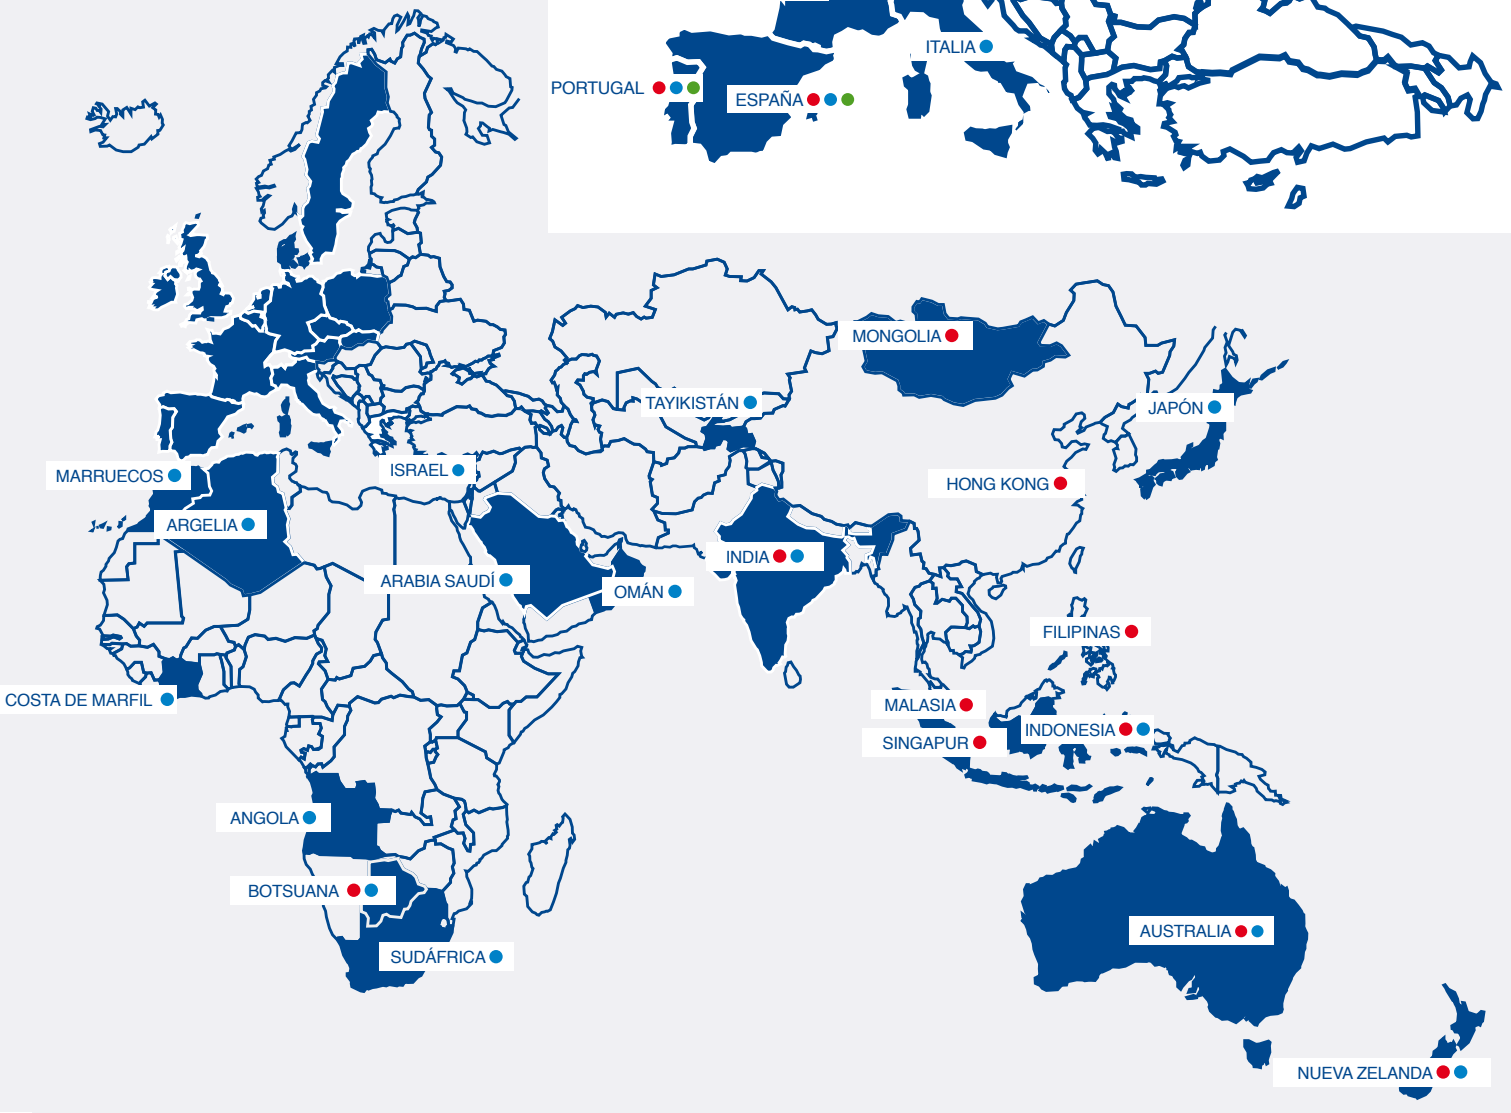 ITALIA
PORTUGAL
ESPAÑA
MONGOLIA
TAYIKISTÁN
JAPÓN
MARRUECOS
ISRAEL
HONG KONG
ARGELIA
INDIA
ARABIA SAUDÍ
OMÁN
FILIPINAS
COSTA DE MARFIL
MALASIA
INDONESIA
SINGAPUR
ANGOLA
BOTSUANA
AUSTRALIA
SUDÁFRICA
NUEVA ZELANDA